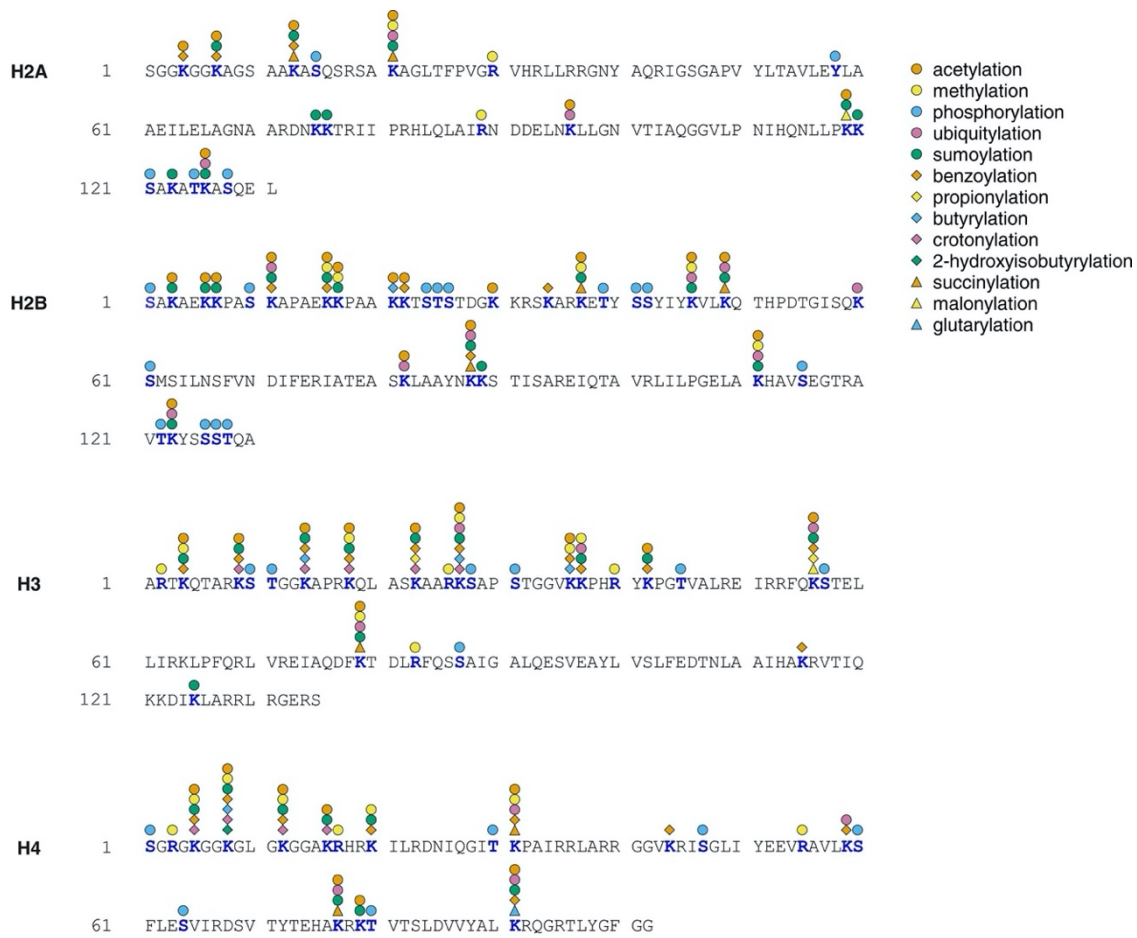 H2A 1 SGGKGGKAGS AAKASQSRSA KAGLTFPVGR VHRLLRRGNY AQRIGSGAPV YLTAVLEYLA
61 AEILELAGNA ARDNKKTRII PRHLQLAIRN DDELNKLLGN VTIAQGGVLP NIHQNLLPKK
121 SAKATKASQE L
H2B 1 SAKAEKKPAS KAPAEKKPAA KKTSTSTDGK KRSKARKETY SSYIYKVLKQ THPDTGISQK
61 SMSILNSFVN DIFERIATEA SKLAAYNKKS TISAREIQTA VRLILPGELA KHAVSEGTRA
121 VTKYSSSTQA
H3 1 ARTKQTARKS TGGKAPRKQL ASKAARKSAP STGGVKKPHR YKPGTVALRE IRRFQKSTEL
61 LIRKLPFQRL VREIAQDFKT DLRFQSSAIG ALQESVEAYL VSLFEDTNLA AIHAKRVTIQ
121 KKDIKLARRL RGERS
H4 1 SGRGKGGKGL GKGGAKRHRK ILRDNIQGIT KPAIRRLARR GGVKRISGLI YEEVRAVLKS
61 FLESVIRDSV TYTEHAKRKT VTSLDVVYAL KRQGRTLYGF GG
acetylation
methylation
phosphorylation
ubiquitylation
sumoylation
benzoylation
propionylation
butyrylation
crotonylation
2-hydroxyisobutyrylation
succinylation
malonylation
glutarylation